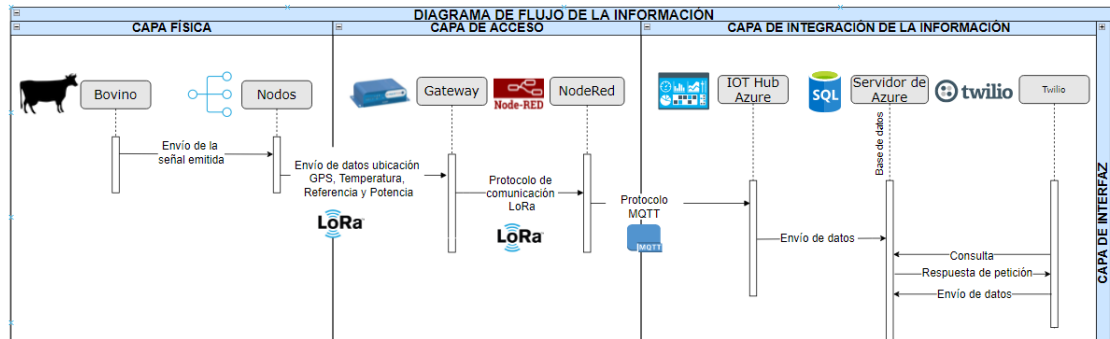 DIAGRAMA DE FLUJO DE LA INFORMACIÓN
CAPA FÍSICA
CAPA DE ACCESO
CAPA DE INTEGRACIÓN DE LA INFORMACIÓN
CAPA DE INTERFAZ
Bovino
Nodos
Gateway
Node-RED
NodeRed
IOT Hub
Azure
SQL
Servidor de
Azure
twilio
Twilio
Base de datos
Envío de la
señal emitida
Envío de datos ubicación
GPS, Temperatura,
Referencia y Potencia
LoRa
Protocolo de
comunicación
LoRa
LoRa
Protocolo
MQTT
MQTT
Envío de datos
Consulta
Respuesta de petición
Envío de datos